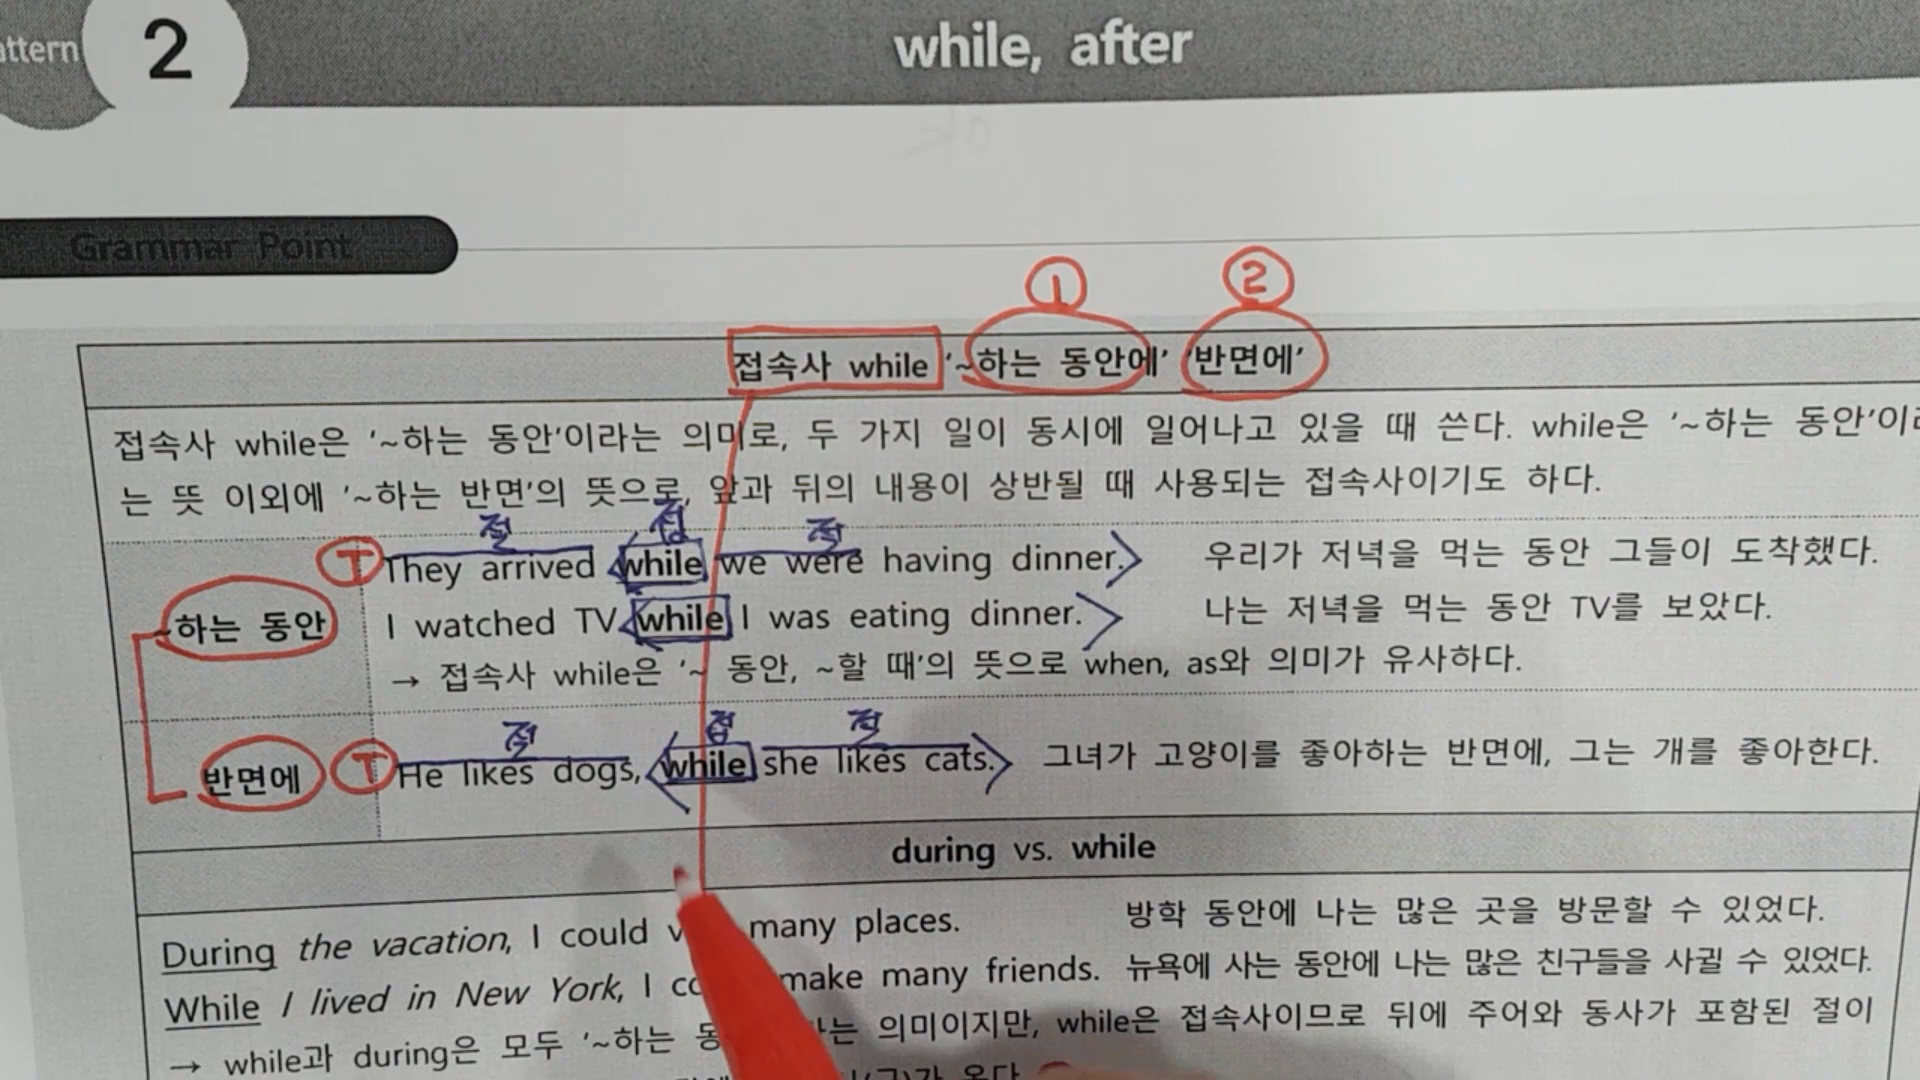 2
while, after
Grammar Point
① ②
접속사 while '~하는 동안에' '반면에'
접속사 while은 '~하는 동안'이라는 의미로, 두 가지 일이 동시에 일어나고 있을 때 쓴다. while은 '~하는 동안'이라
는 뜻 이외에 '~하는 반면'의 뜻으로, 앞과 뒤의 내용이 상반될 때 사용되는 접속사이기도 하다.
절 접 절
T They arrived while we were having dinner. 우리가 저녁을 먹는 동안 그들이 도착했다.
~하는 동안 I watched TV while I was eating dinner. 나는 저녁을 먹는 동안 TV를 보았다.
→ 접속사 while은 '~ 동안, ~할 때'의 뜻으로 when, as와 의미가 유사하다.
절 접 절
반면에 T He likes dogs, while she likes cats. 그녀가 고양이를 좋아하는 반면에, 그는 개를 좋아한다.
during vs. while
During the vacation, I could many places. 방학 동안에 나는 많은 곳을 방문할 수 있었다.
While I lived in New York, I make many friends. 뉴욕에 사는 동안에 나는 많은 친구들을 사귈 수 있었다.
→ while과 during은 모두 '~하는 의미이지만, while은 접속사이므로 뒤에 주어와 동사가 포함된 절이
온다